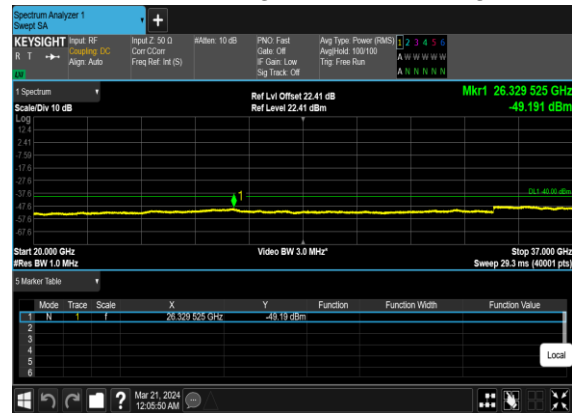 Spectrum Analyzer 1
Swept SA
+
KEYSIGHT Input: RF Input Z: 50 Ω #Atten: 10 dB PNO: Fast Avg Type: Power (RMS) 1 2 3 4 5 6
R T Coupling: DC Corr CCorr Gate: Off Avg|Hold: 100/100 A W W W W W
Align: Auto Freq Ref: Int (S) IF Gain: Low Trig: Free Run
LXI Sig Track: Off A N N N N N
1 Spectrum Ref Lvl Offset 22.41 dB Mkr1 26.329 525 GHz
Scale/Div 10 dB Ref Level 22.41 dBm -49.191 dBm
Log
12.4
2.41
-7.59
-17.6
-27.6
-37.6 1 DL1 -40.00 dBm
-47.6
-57.6
-67.6
Start 20.000 GHz Video BW 3.0 MHz* Stop 37.000 GHz
#Res BW 1.0 MHz Sweep 29.3 ms (40001 pts)
5 Marker Table
Mode Trace Scale X Y Function Function Width Function Value
1 N 1 f 26.329 525 GHz -49.19 dBm
2
3
4
5
6
Local
? Mar 21, 2024
12:05:50 AM